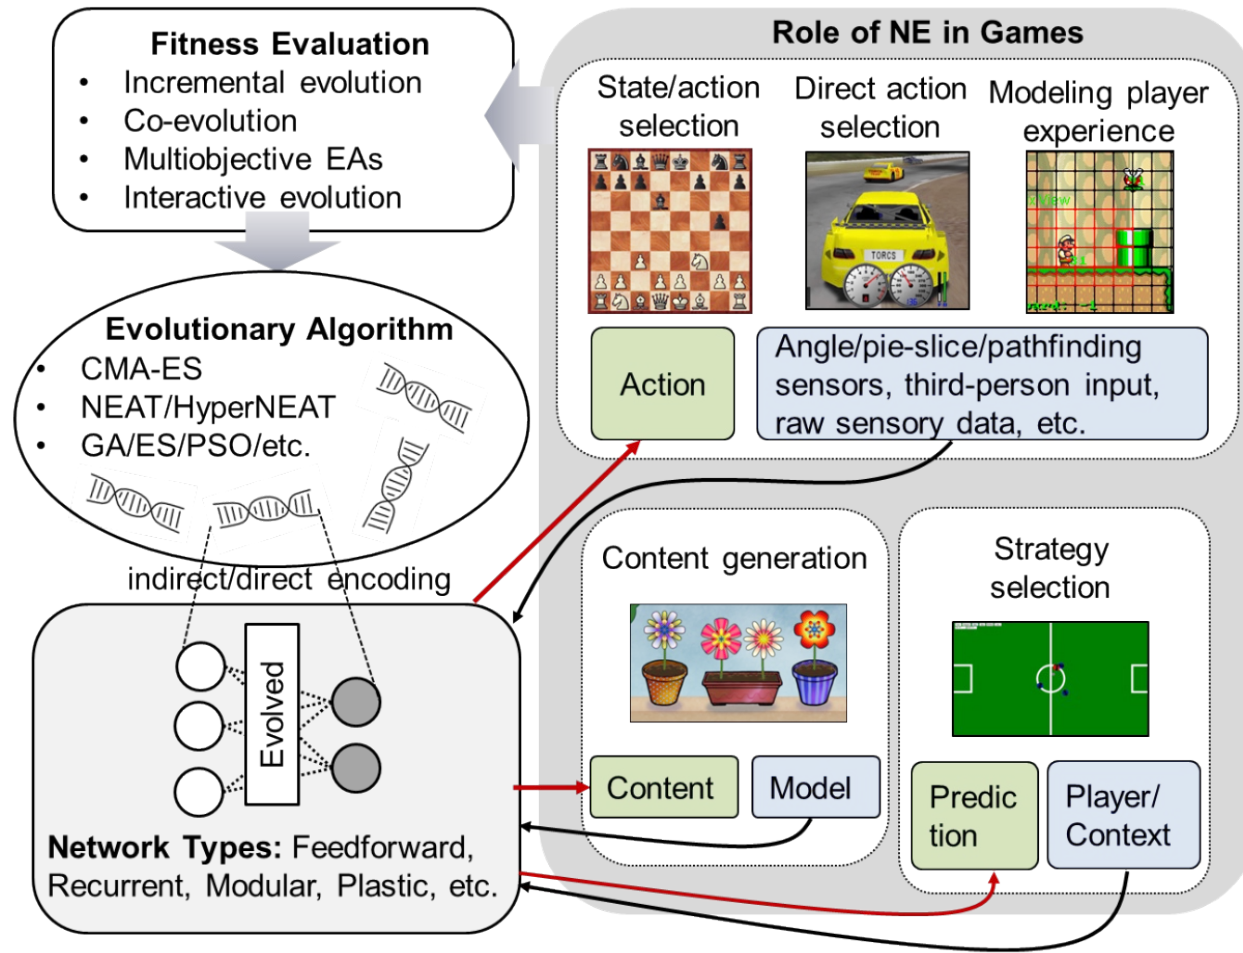 Fitness Evaluation
• Incremental evolution
• Co-evolution
• Multiobjective EAs
• Interactive evolution
Evolutionary Algorithm
• CMA-ES
• NEAT/HyperNEAT
• GA/ES/PSO/etc.
indirect/direct encoding
Evolved
Network Types: Feedforward,
Recurrent, Modular, Plastic, etc.
Role of NE in Games
State/action
selection
Direct action
selection
TORCS
Modeling player
experience
Action
Angle/pie-slice/pathfinding
sensors, third-person input,
raw sensory data, etc.
Content generation
Content
Model
Strategy
selection
Predic
tion
Player/
Context